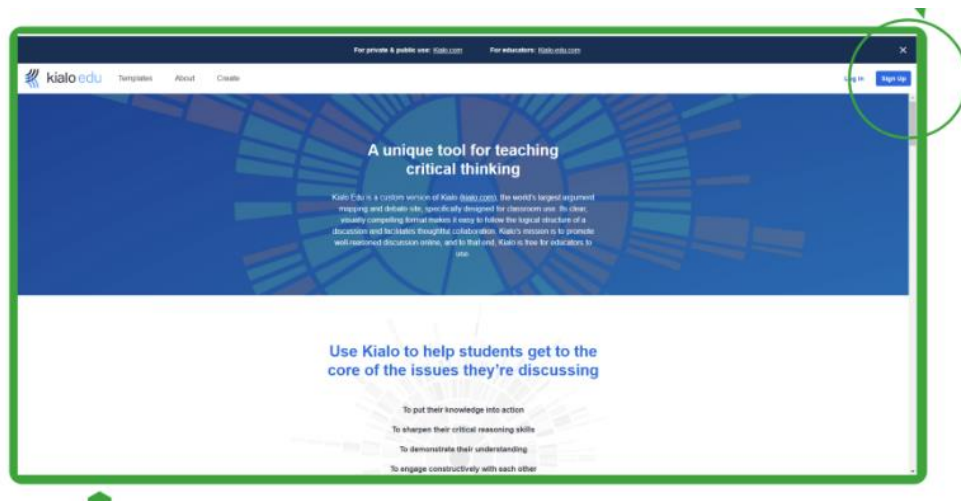 For private & public use: Kialo.com For educators: Kialo-edu.com
kialo edu Templates About Create Log In Sign Up
A unique tool for teaching
critical thinking
Kialo Edu is a custom version of Kialo (kialo.com), the world's largest argument
mapping and debate site, specifically designed for classroom use. Its clear,
visually compelling format makes it easy to follow the logical structure of a
discussion and facilitates thoughtful collaboration. Kialo's mission is to promote
well-reasoned discussion online, and to that end, Kialo is free for educators to
use.
Use Kialo to help students get to the
core of the issues they're discussing
To put their knowledge into action
To sharpen their critical reasoning skills
To demonstrate their understanding
To engage constructively with each other